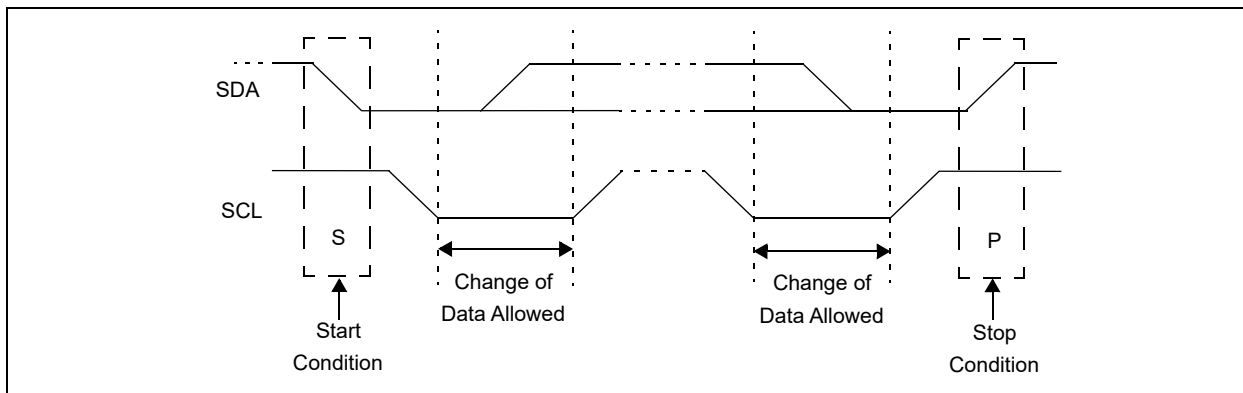 SDA
SCL
S
P
Change of
Data Allowed
Change of
Data Allowed
Start
Condition
Stop
Condition